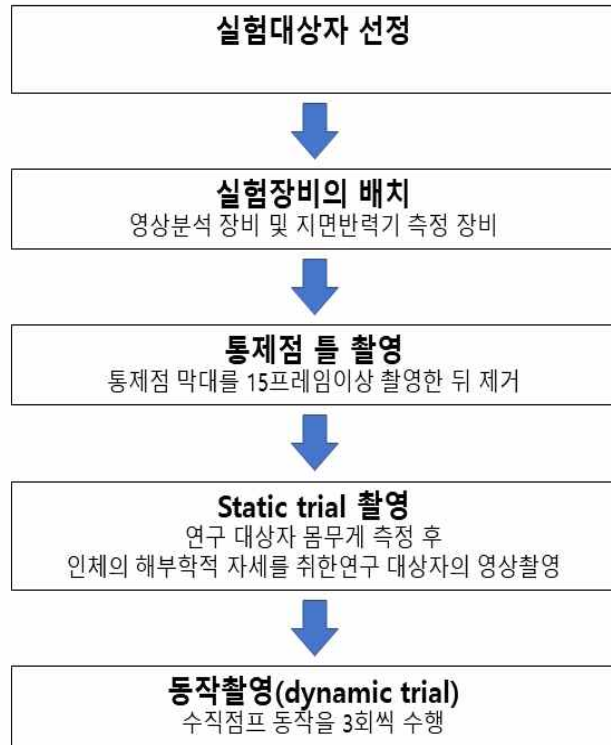 실험대상자 선정
실험장비의 배치
영상분석 장비 및 지면반력기 측정 장비
통제점 틀 촬영
통제점 막대를 15프레임이상 촬영한 뒤 제거
Static trial 촬영
연구 대상자 몸무게 측정 후
인체의 해부학적 자세를 취한연구 대상자의 영상촬영
동작촬영(dynamic trial)
수직점프 동작을 3회씩 수행